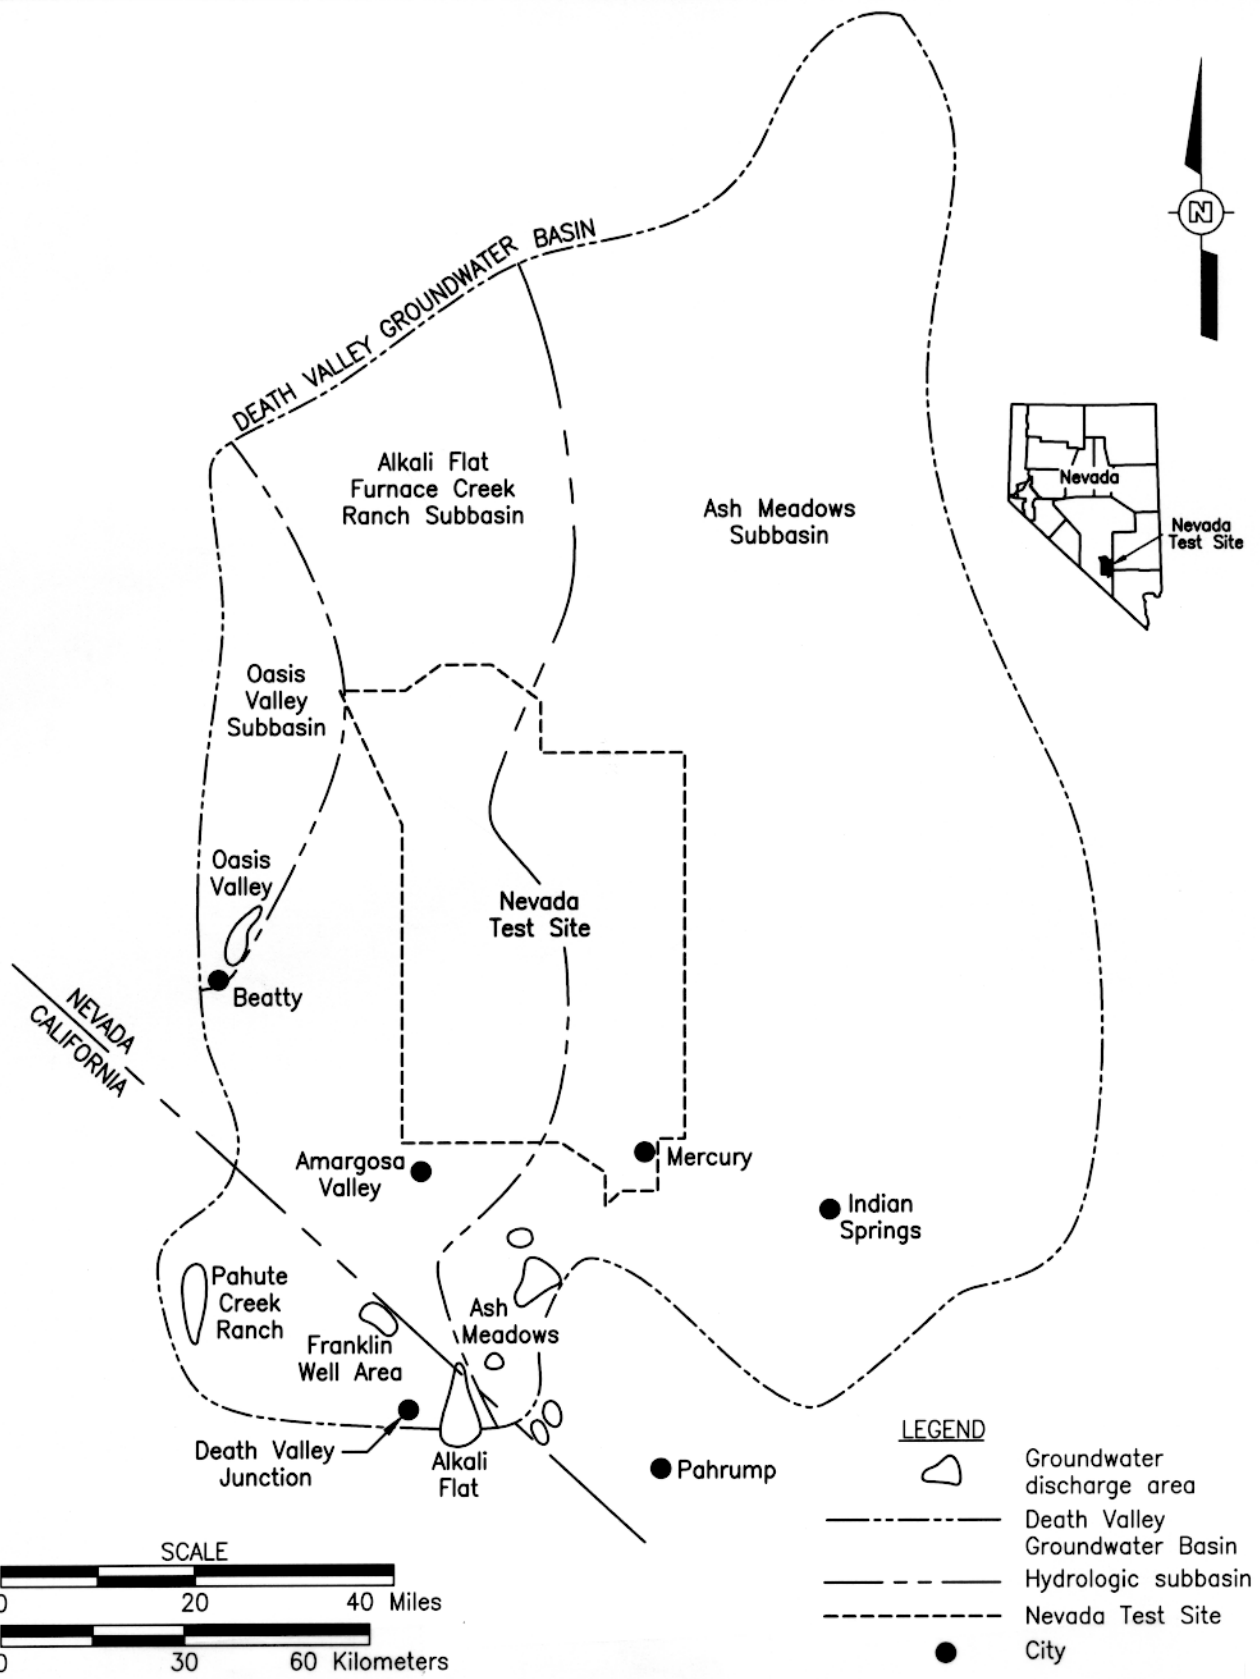 DEATH VALLEY GROUNDWATER BASIN
N
Alkali Flat
Furnace Creek
Ranch Subbasin
Ash Meadows
Subbasin
Nevada
Nevada
Test Site
Oasis
Valley
Subbasin
Oasis
Valley
Nevada
Test Site
Beatty
NEVADA
CALIFORNIA
Amargosa
Valley
Mercury
Indian
Springs
Pahute
Creek
Ranch
Ash
Meadows
Franklin
Well Area
Death Valley
Junction
Alkali
Flat
Pahrump
LEGEND
Groundwater
discharge area
Death Valley
Groundwater Basin
Hydrologic subbasin
Nevada Test Site
City
SCALE
0 20 40 Miles
0 30 60 Kilometers